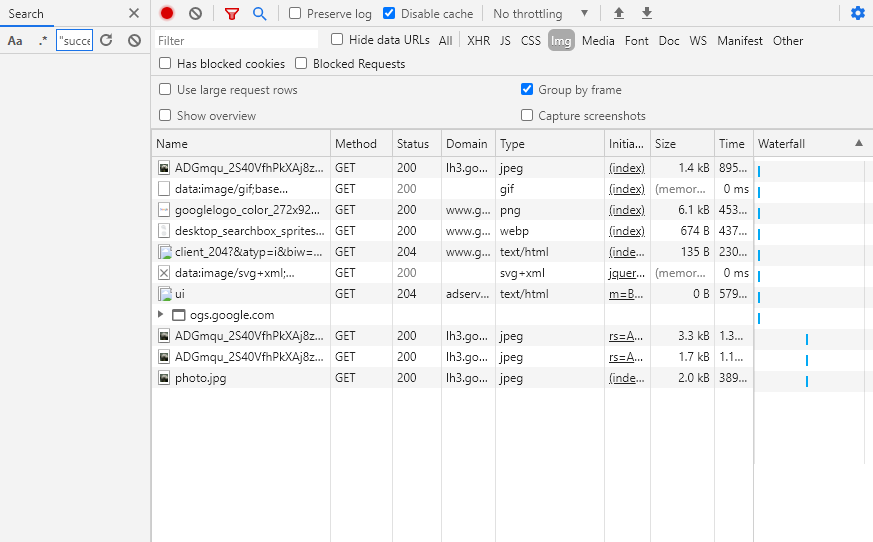 Search
Aa .* "succe
Preserve log Disable cache No throttling
Filter Hide data URLs All XHR JS CSS Img Media Font Doc WS Manifest Other
Has blocked cookies Blocked Requests
Use large request rows Group by frame
Show overview Capture screenshots
Name Method Status Domain Type Initia... Size Time Waterfall
ADGmqu_2S40VfhPkXAj8z... GET 200 lh3.go... jpeg (index) 1.4 kB 895...
data:image/gif;base... GET 200 gif (index) (memor... 0 ms
googlelogo_color_272x92... GET 200 www.g... png (index) 6.1 kB 453...
desktop_searchbox_sprites... GET 200 www.g... webp (index) 674 B 437...
client_204?&atyp=i&biw=... GET 204 www.g... text/html (inde... 135 B 230...
data:image/svg+xml;... GET 200 svg+xml jquer... (memor... 0 ms
ui GET 204 adserv... text/html m=B... 0 B 579...
ogs.google.com
ADGmqu_2S40VfhPkXAj8z... GET 200 lh3.go... jpeg rs=A... 3.3 kB 1.3...
ADGmqu_2S40VfhPkXAj8z... GET 200 lh3.go... jpeg rs=A... 1.7 kB 1.1...
photo.jpg GET 200 lh3.go... jpeg (inde... 2.0 kB 389...